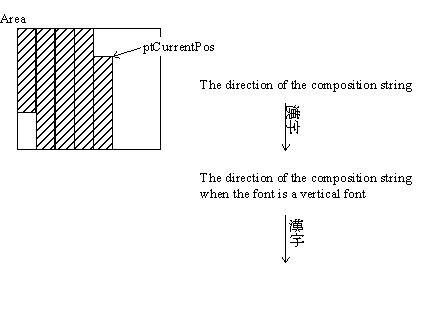 Area
ptCurrentPos
The direction of the composition string
漢字
The direction of the composition string
when the font is a vertical font
漢字